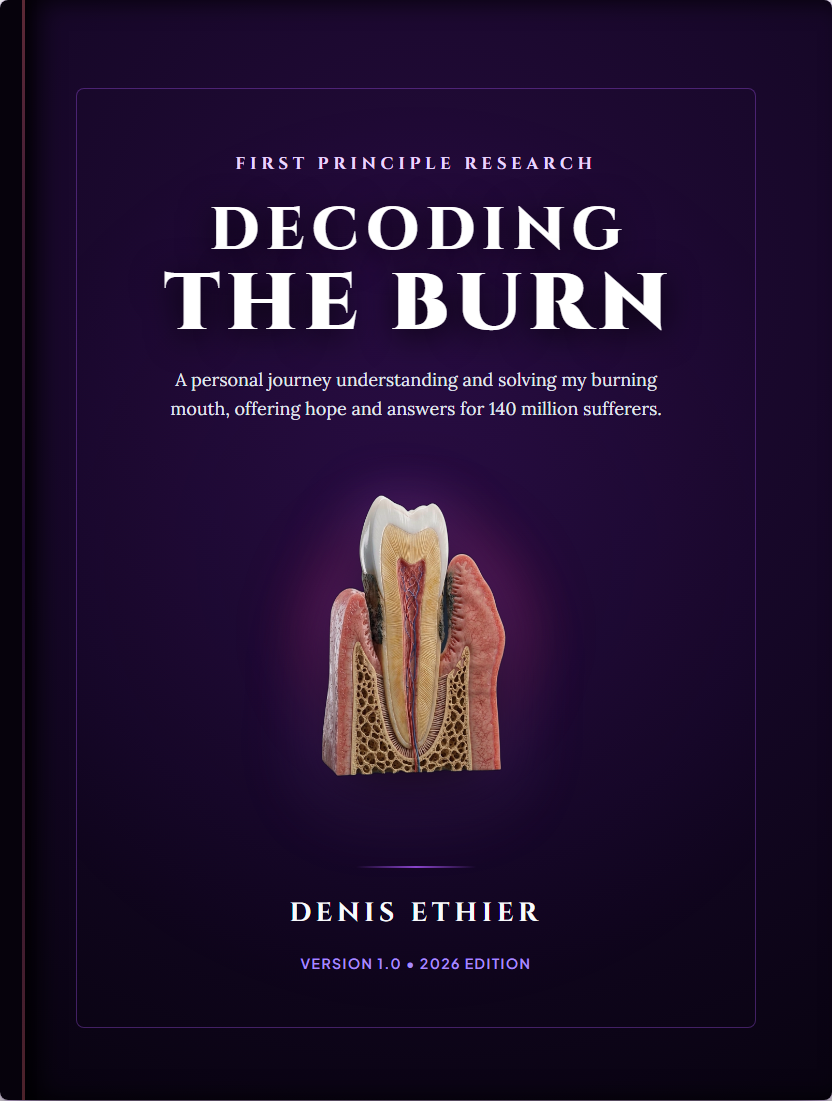 FIRST PRINCIPLE RESEARCH
DECODING
THE BURN
A personal journey understanding and solving my burning
mouth, offering hope and answers for 140 million sufferers.
DENIS ETHIER
VERSION 1.0 • 2026 EDITION